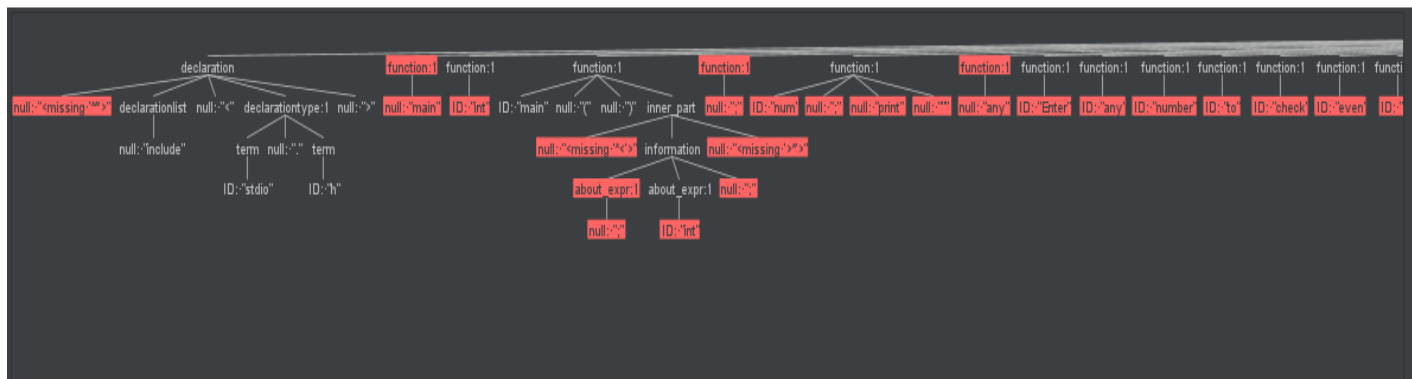 declaration function:1 function:1 function:1 function:1 function:1 function:1 function:1 function:1 function:1 function:1 function:1 function:1 functi
null:·"<missing·'^'>" declarationlist null:·"<" declarationtype:1 null:·">" null:·"main" ID:·"int" ID:·"main" null:·"(" null:·")" inner_part null:·";" ID:·"num" null:·";" null:·"print" null:·""" null:·"any" ID:·"Enter" ID:·"any" ID:·"number" ID:·"to" ID:·"check" ID:·"even" ID:·"
null:·"include" term null:·"." term null:·"<missing·'^<'>" information null:·"<missing·'>^'>"
ID:·"stdio" ID:·"h" about_expr:1 about_expr:1 null:·";"
null:·";" ID:·"int"